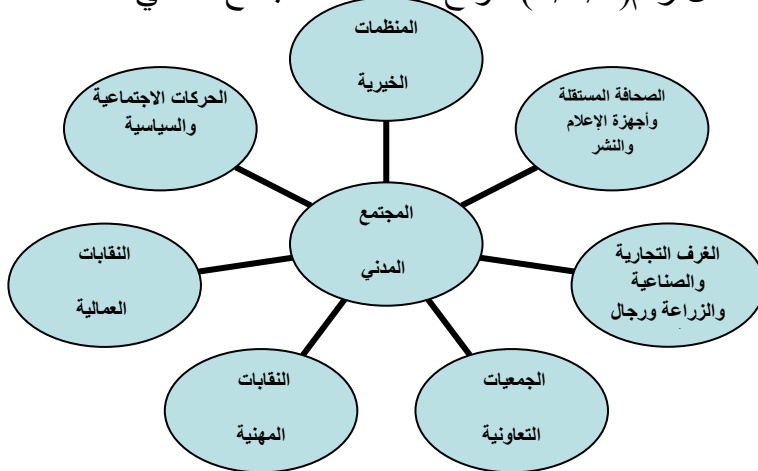 المنظمات
الخيرية
الصحافة المستقلة
وأجهزة الإعلام
والنشر
الغرف التجارية
والصناعية
والزراعة ورجال
الجمعيات
التعاونية
النقابات
المهنية
النقابات
العمالية
الحركات الاجتماعية
والسياسية
المجتمع
المدني